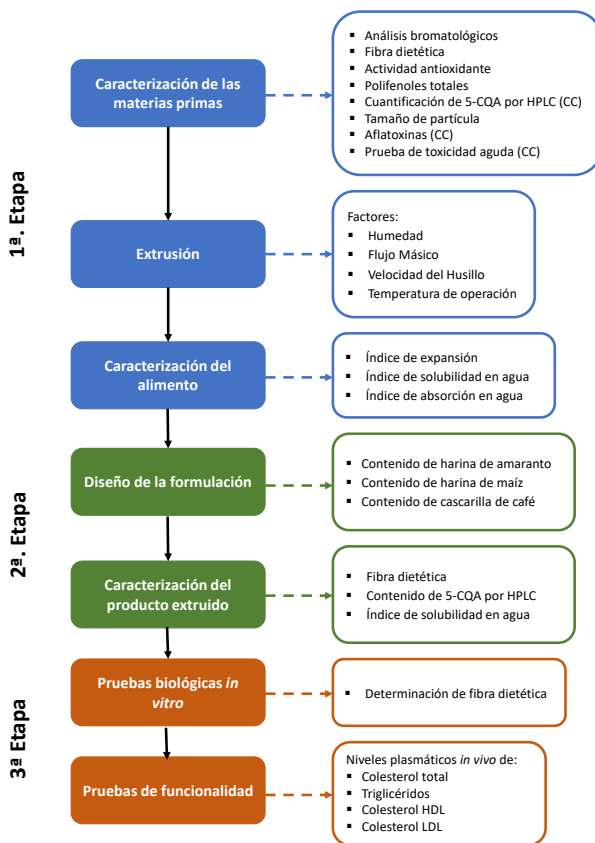 1ª. Etapa
Caracterización de las
materias primas
▪ Análisis bromatológicos
▪ Fibra dietética
▪ Actividad antioxidante
▪ Polifenoles totales
▪ Cuantificación de 5-CQA por HPLC (CC)
▪ Tamaño de partícula
▪ Aflatoxinas (CC)
▪ Prueba de toxicidad aguda (CC)
Extrusión
Factores:
▪ Humedad
▪ Flujo Másico
▪ Velocidad del Husillo
▪ Temperatura de operación
Caracterización del
alimento
▪ Índice de expansión
▪ Índice de solubilidad en agua
▪ Índice de absorción en agua
2ª. Etapa
Diseño de la formulación
▪ Contenido de harina de amaranto
▪ Contenido de harina de maíz
▪ Contenido de cascarilla de café
Caracterización del
producto extruido
▪ Fibra dietética
▪ Contenido de 5-CQA por HPLC
▪ Índice de solubilidad en agua
3ª Etapa
Pruebas biológicas in
vitro
▪ Determinación de fibra dietética
Pruebas de funcionalidad
Niveles plasmáticos in vivo de:
▪ Colesterol total
▪ Triglicéridos
▪ Colesterol HDL
▪ Colesterol LDL